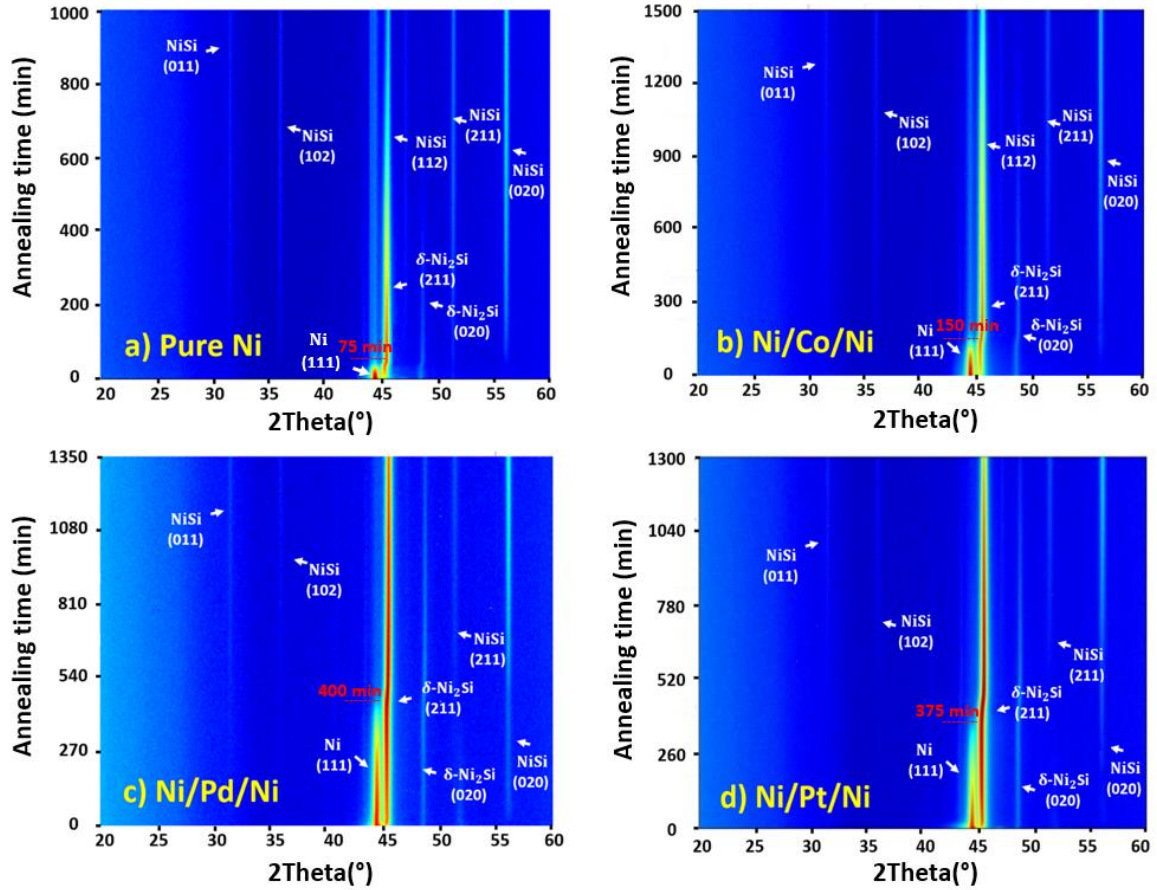 1000
800
600
400
200
0
Annealing time (min)
NiSi
(011)
NiSi
(102)
NiSi
(112)
NiSi
(211)
NiSi
(020)
δ-Ni₂Si
(211)
δ-Ni₂Si
(020)
Ni
(111)
75 min
a) Pure Ni
20 25 30 35 40 45 50 55 60
2Theta(°)
1500
1200
900
600
300
0
Annealing time (min)
NiSi
(011)
NiSi
(102)
NiSi
(112)
NiSi
(211)
NiSi
(020)
δ-Ni₂Si
(211)
δ-Ni₂Si
(020)
Ni
(111)
150 min
b) Ni/Co/Ni
20 25 30 35 40 45 50 55 60
2Theta(°)
1350
1080
810
540
270
0
Annealing time (min)
NiSi
(011)
NiSi
(102)
NiSi
(211)
NiSi
(020)
400 min
δ-Ni₂Si
(211)
δ-Ni₂Si
(020)
Ni
(111)
c) Ni/Pd/Ni
20 25 30 35 40 45 50 55 60
2Theta(°)
1300
1040
780
520
260
0
Annealing time (min)
NiSi
(011)
NiSi
(102)
NiSi
(211)
NiSi
(020)
375 min
δ-Ni₂Si
(211)
δ-Ni₂Si
(020)
Ni
(111)
d) Ni/Pt/Ni
20 25 30 35 40 45 50 55 60
2Theta(°)